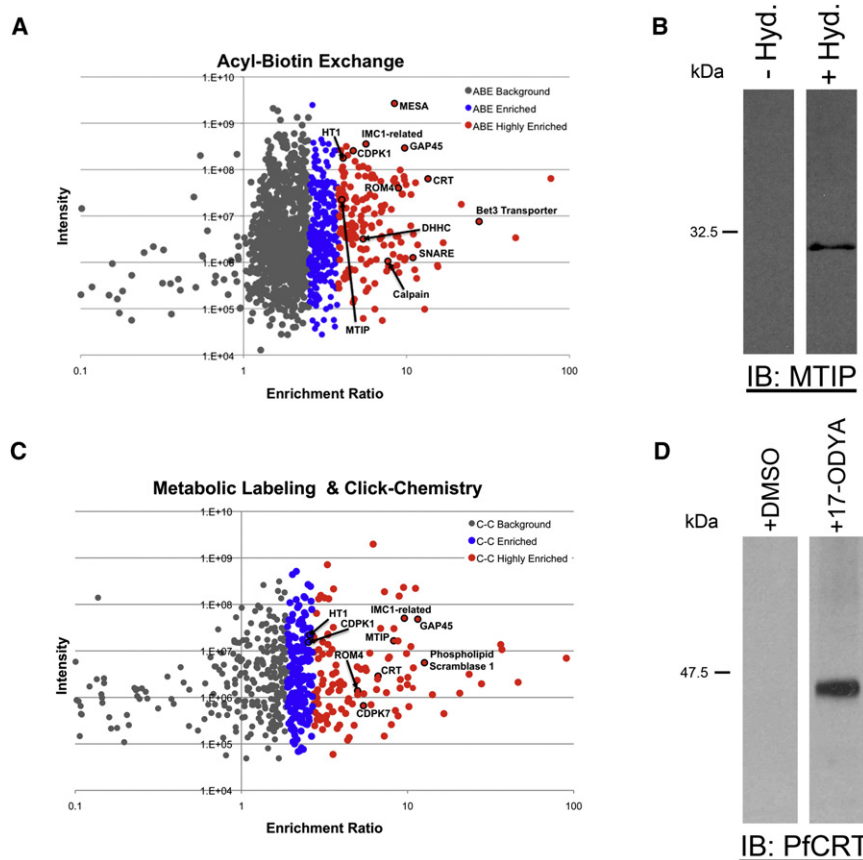 A
Acyl-Biotin Exchange
1.E+10
1.E+09
1.E+08
1.E+07
1.E+06
1.E+05
1.E+04
Intensity
ABE Background
ABE Enriched
ABE Highly Enriched
MESA
HT1
IMC1-related
CDPK1
GAP45
ROM4
CRT
Bet3 Transporter
DHHC
SNARE
Calpain
MTIP
0.1
1
10
100
Enrichment Ratio
B
kDa
- Hyd.
+ Hyd.
32.5
IB: MTIP
C
Metabolic Labeling & Click-Chemistry
1.E+10
1.E+09
1.E+08
1.E+07
1.E+06
1.E+05
1.E+04
Intensity
C-C Background
C-C Enriched
C-C Highly Enriched
HT1
CDPK1
IMC1-related
GAP45
MTIP
ROM4
CRT
Phospholipid
Scramblase 1
CDPK7
0.1
1
10
100
Enrichment Ratio
D
kDa
+DMSO
+17-ODYA
47.5
IB: PfCRT